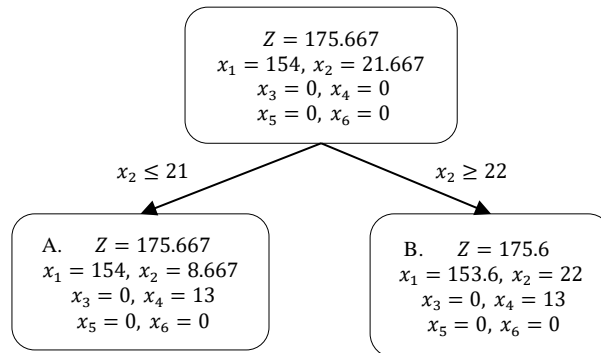 Z = 175.667
x₁ = 154, x₂ = 21.667
x₃ = 0, x₄ = 0
x₅ = 0, x₆ = 0
x₂ ≤ 21
x₂ ≥ 22
A. Z = 175.667
x₁ = 154, x₂ = 8.667
x₃ = 0, x₄ = 13
x₅ = 0, x₆ = 0
B. Z = 175.6
x₁ = 153.6, x₂ = 22
x₃ = 0, x₄ = 13
x₅ = 0, x₆ = 0